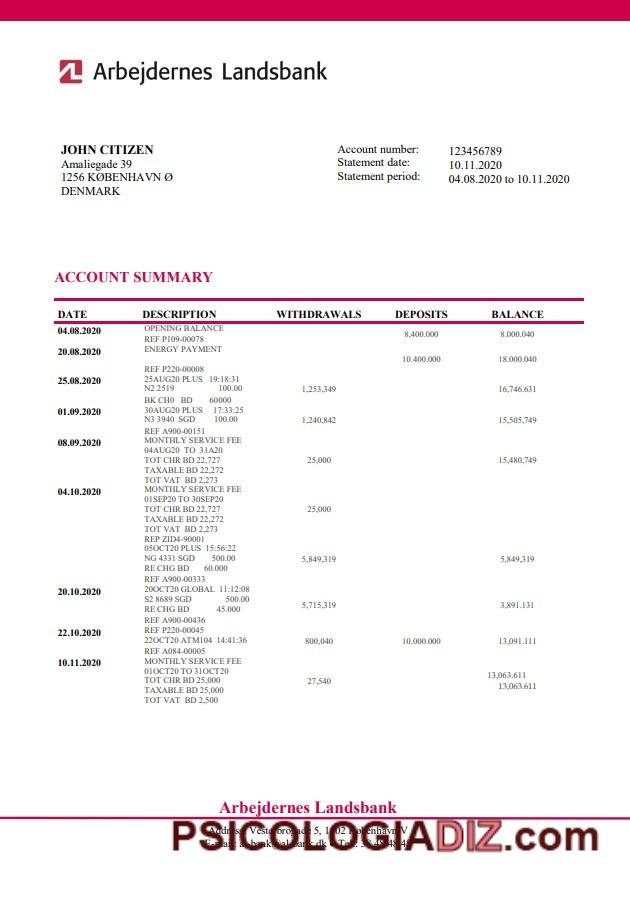 Arbejdernes Landsbank
JOHN CITIZEN
Amaliegade 39
1256 KØBENHAVN Ø
DENMARK
Account number: 123456789
Statement date: 10.11.2020
Statement period: 04.08.2020 to 10.11.2020
ACCOUNT SUMMARY
DATE DESCRIPTION WITHDRAWALS DEPOSITS BALANCE
04.08.2020 OPENING BALANCE
REF P109-00078 8,400.000 8.000.040
20.08.2020 ENERGY PAYMENT
10.400.000 18.000.040
REF P220-00008
25.08.2020 25AUG20 PLUS 19:18:31
N2 2519 100.00 1,253,349 16,746.631
BK CH0 BD 60000
01.09.2020 30AUG20 PLUS 17:33:25
N3 3940 SGD 100.00 1,240,842 15,505,749
REF A900-00151
08.09.2020 MONTHLY SERVICE FEE
04AUG20 TO 31A20
TOT CHR BD 22,727 25,000 15,480,749
TAXABLE BD 22,272
TOT VAT BD 2,273
04.10.2020 MONTHLY SERVICE FEE
01SEP20 TO 30SEP20
TOT CHR BD 22,727 25,000
TAXABLE BD 22,272
TOT VAT BD 2,273
REP ZID4-90001
05OCT20 PLUS 15:56:22
NG 4331 SGD 500.00 5,849,319 5,849,319
RE CHG BD 60.000
REF A900-00333
20.10.2020 20OCT20 GLOBAL 11:12:08
S2 8689 SGD 500.00
RE CHG BD 45.000 5,715,319 3,891.131
REF A900-00436
22.10.2020 REF P220-00045
22OCT20 ATM104 14:41:36 800,040 10.000.000 13,091.111
REF A084-00005
10.11.2020 MONTHLY SERVICE FEE
01OCT20 TO 31OCT20 13,063.611
TOT CHR BD 25,000 27,540 13,063.611
TAXABLE BD 25,000
TOT VAT BD 2,500
Arbejdernes Landsbank
5, V
PSICOLOGIADIZ.com